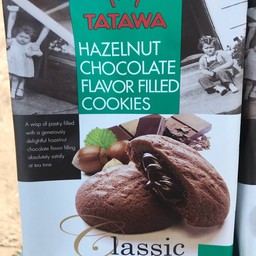 TATAWA
HAZELNUT
CHOCOLATE
FLAVOR FILLED
COOKIES
A wisp of pastry filled
with a generously
delightful hazelnut
chocolate flavor filling
absolutely satisfy
at tea time
Classic